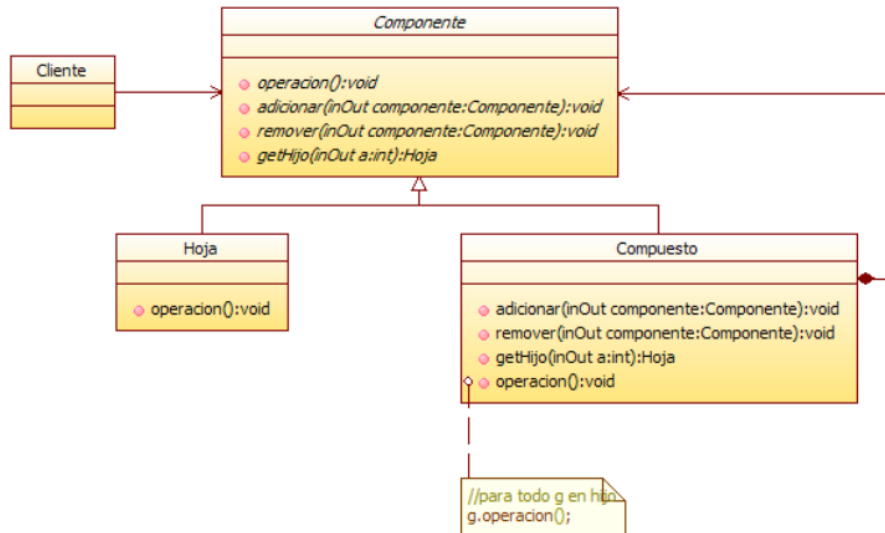 Componente
Cliente
operacion():void
adicionar(inOut componente:Componente):void
remover(inOut componente:Componente):void
getHijo(inOut a:int):Hoja
Hoja
operacion():void
Compuesto
adicionar(inOut componente:Componente):void
remover(inOut componente:Componente):void
getHijo(inOut a:int):Hoja
operacion():void
//para todo g en hijo
g.operacion();